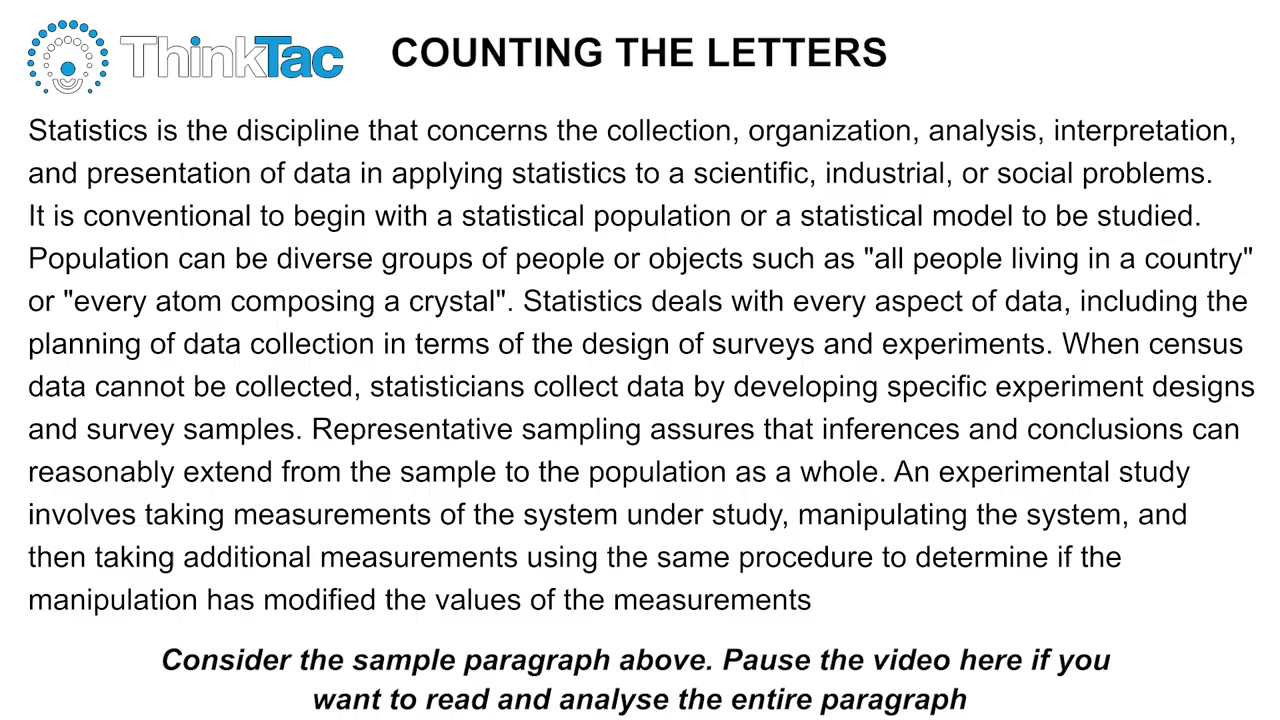 ThinkTac COUNTING THE LETTERS
Statistics is the discipline that concerns the collection, organization, analysis, interpretation,
and presentation of data in applying statistics to a scientific, industrial, or social problems.
It is conventional to begin with a statistical population or a statistical model to be studied.
Population can be diverse groups of people or objects such as "all people living in a country"
or "every atom composing a crystal". Statistics deals with every aspect of data, including the
planning of data collection in terms of the design of surveys and experiments. When census
data cannot be collected, statisticians collect data by developing specific experiment designs
and survey samples. Representative sampling assures that inferences and conclusions can
reasonably extend from the sample to the population as a whole. An experimental study
involves taking measurements of the system under study, manipulating the system, and
then taking additional measurements using the same procedure to determine if the
manipulation has modified the values of the measurements
Consider the sample paragraph above. Pause the video here if you
want to read and analyse the entire paragraph